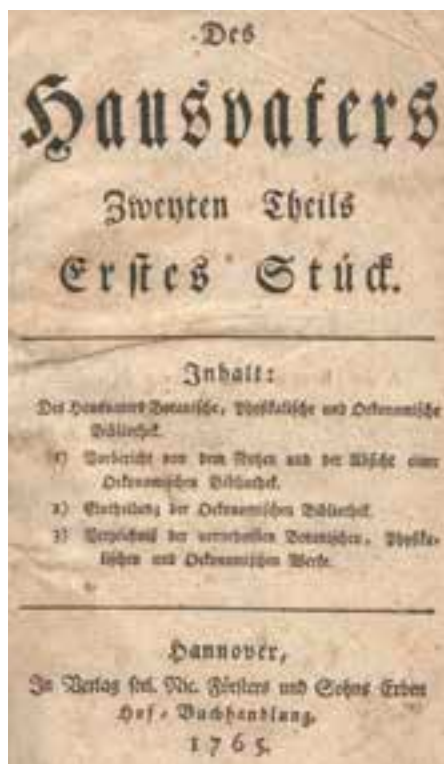 Des
Hausvaters
Zweyten Theils
Erstes Stück.
Inhalt:
Des Hausvaters Botanische, Physikalische und Oekonomische
Bibliothek.
1) Vorbericht von dem Nutzen und der Absicht einer
Oekonomischen Bibliothek.
2) Eintheilung der Oekonomischen Bibliothek.
3) Verzeichniß der vornehmsten Botanischen, Physika-
lischen und Oekonomischen Werke.
Hannover,
In Verlag seel. Nic. Försters und Sohns Erben
Hof-Buchhandlung.
1765.